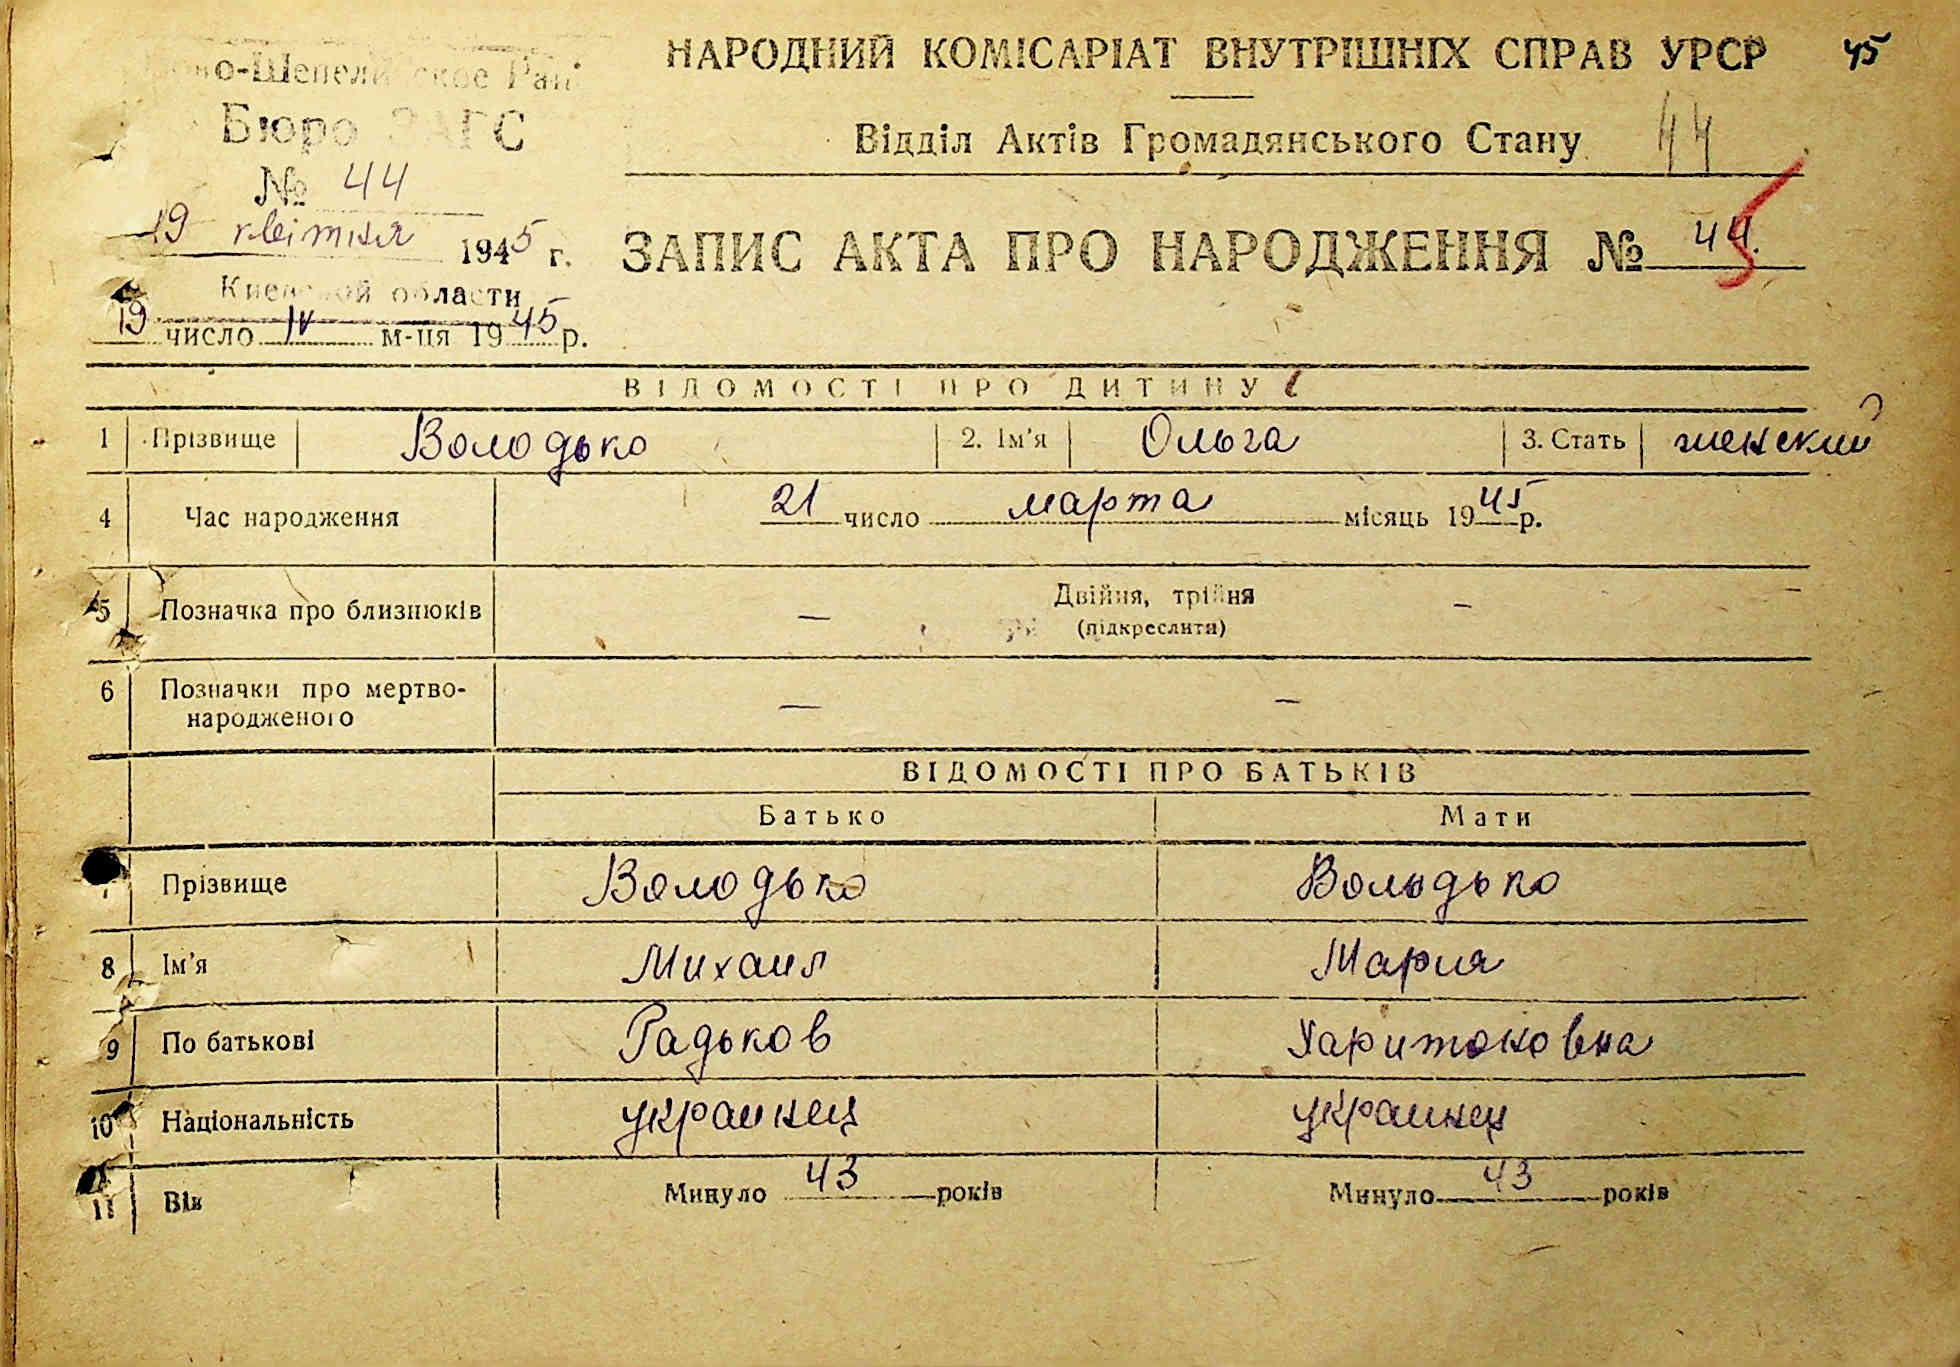 НАРОДНИЙ КОМІСАРІАТ ВНУТРІШНІХ СПРАВ УРСР 45
Відділ Актів Громадянського Стану 44
Бюро ЗАГС
№ 44
19 квітня 1945 г.
Киевской области
19 число IV м-ця 1945 р.
ЗАПИС АКТА ПРО НАРОДЖЕННЯ № 44.
ВІДОМОСТІ ПРО ДИТИНУ
1 Прізвище Володько 2. Ім'я Ольга 3. Стать женский
4 Час народження 21 число марта місяць 1945 р.
5 Позначка про близнюків — Двійня, трійня —
(підкреслити)
6 Позначки про мертво-
народженого — —
ВІДОМОСТІ ПРО БАТЬКІВ
Батько Мати
7 Прізвище Володько Володько
8 Ім'я Михаил Мария
9 По батькові Радьков Харитоновна
10 Національність украинец украинец
11 Вік Минуло 43 років Минуло 43 років